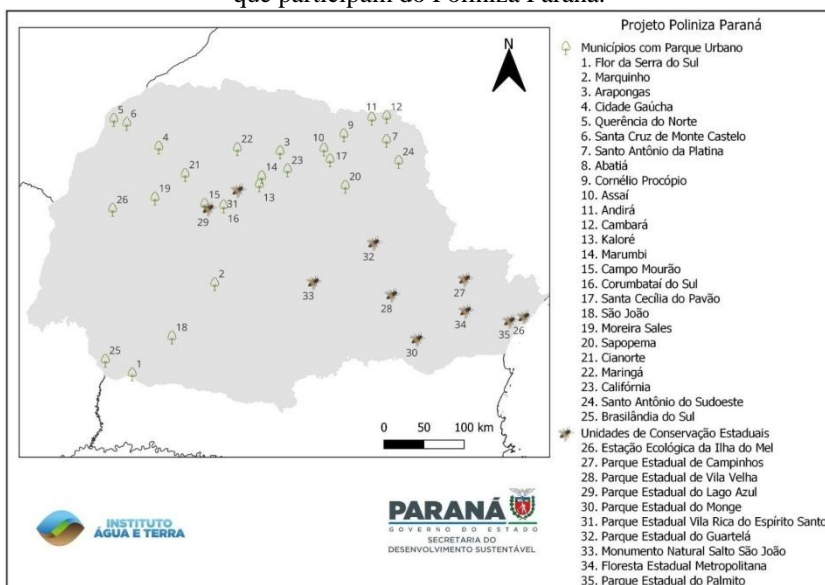 que participam do Poliniza Paraná.
Projeto Poliniza Paraná
Municípios com Parque Urbano
1. Flor da Serra do Sul
2. Marquinho
3. Arapongas
4. Cidade Gaúcha
5. Querência do Norte
6. Santa Cruz de Monte Castelo
7. Santo Antônio da Platina
8. Abatiá
9. Cornélio Procópio
10. Assaí
11. Andirá
12. Cambará
13. Kaloré
14. Marumbi
15. Campo Mourão
16. Corumbataí do Sul
17. Santa Cecília do Pavão
18. São João
19. Moreira Sales
20. Sapopema
21. Cianorte
22. Maringá
23. Califórnia
24. Santo Antônio do Sudoeste
25. Brasilândia do Sul
Unidades de Conservação Estaduais
26. Estação Ecológica da Ilha do Mel
27. Parque Estadual de Campinhos
28. Parque Estadual de Vila Velha
29. Parque Estadual do Lago Azul
30. Parque Estadual do Monge
31. Parque Estadual Vila Rica do Espírito Santo
32. Parque Estadual do Guartelá
33. Monumento Natural Salto São João
34. Floresta Estadual Metropolitana
35. Parque Estadual do Palmito
N
5
6
4
22
3
10
9
11
12
7
24
17
23
14
13
20
21
19
26
15
31
29
16
2
32
33
28
27
34
35
26
30
18
25
1
0 50 100 km
INSTITUTO
ÁGUA E TERRA
PARANÁ
GOVERNO DO ESTADO
SECRETARIA DO
DESENVOLVIMENTO SUSTENTÁVEL